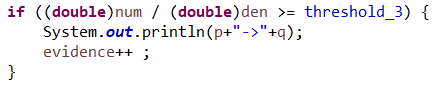 if ((double)num / (double)den >= threshold_3) {
System.out.println(p+"->"+q);
evidence++ ;
}